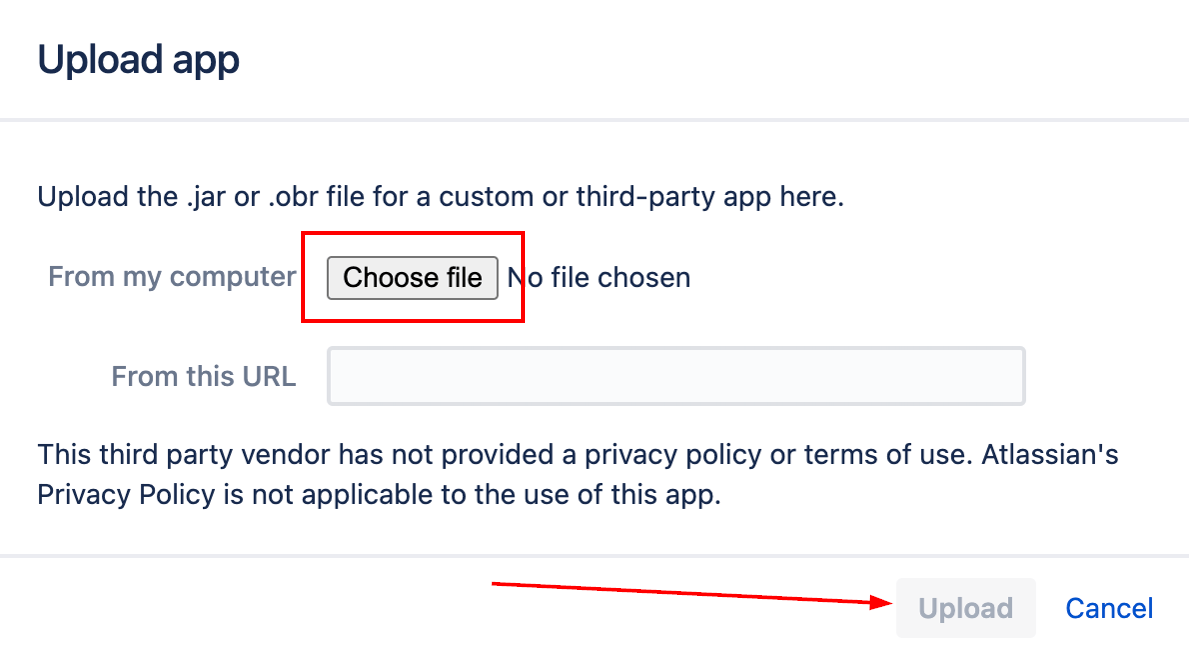 Upload app
Upload the .jar or .obr file for a custom or third-party app here.
From my computer Choose file No file chosen
From this URL
This third party vendor has not provided a privacy policy or terms of use. Atlassian's
Privacy Policy is not applicable to the use of this app.
Upload Cancel